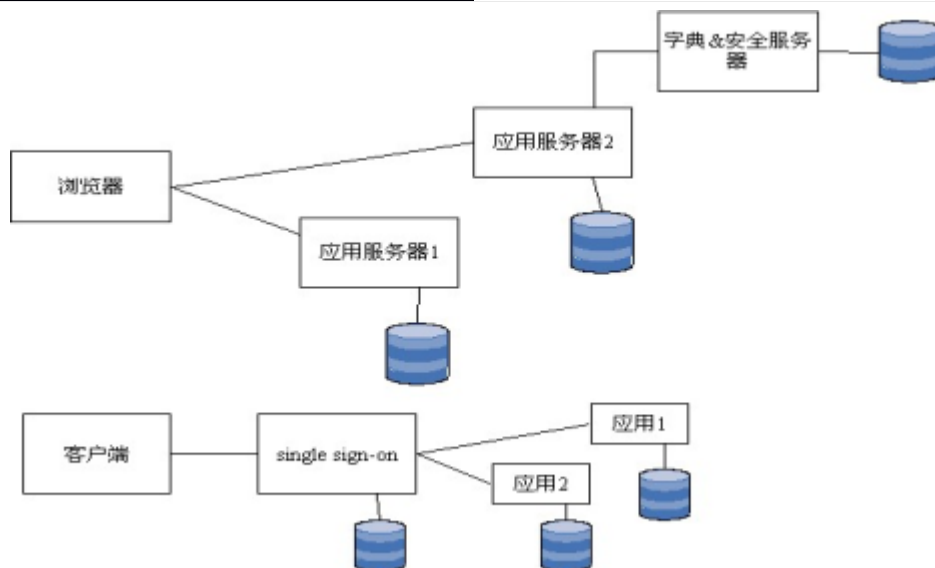 字典&安全服务
器
应用服务器2
浏览器
应用服务器1
应用1
客户端
single sign-on
应用2